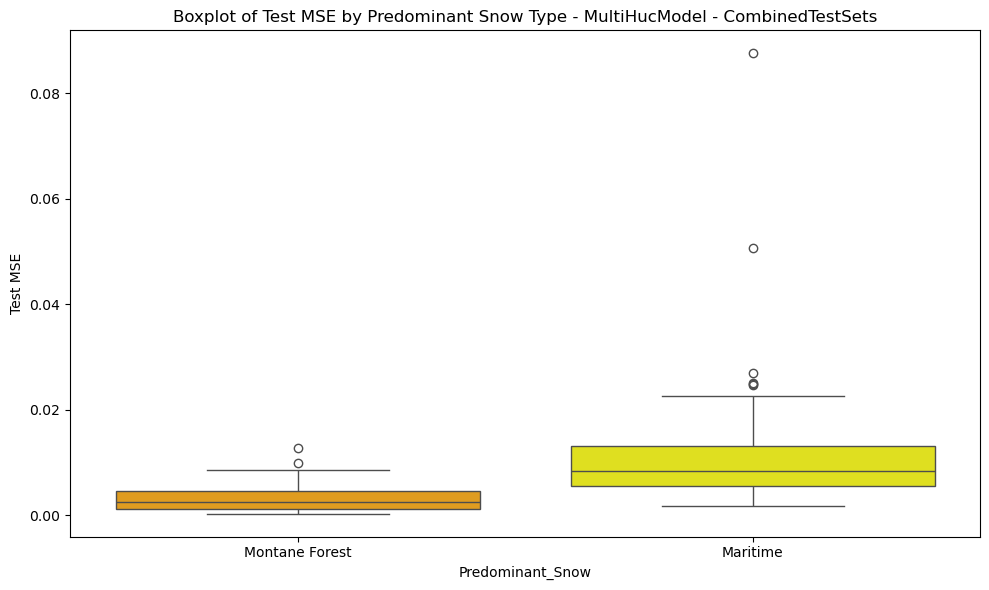 Boxplot of Test MSE by Predominant Snow Type - MultiHucModel - CombinedTestSets
Test MSE
0.08
0.06
0.04
0.02
0.00
Montane Forest
Maritime
Predominant_Snow